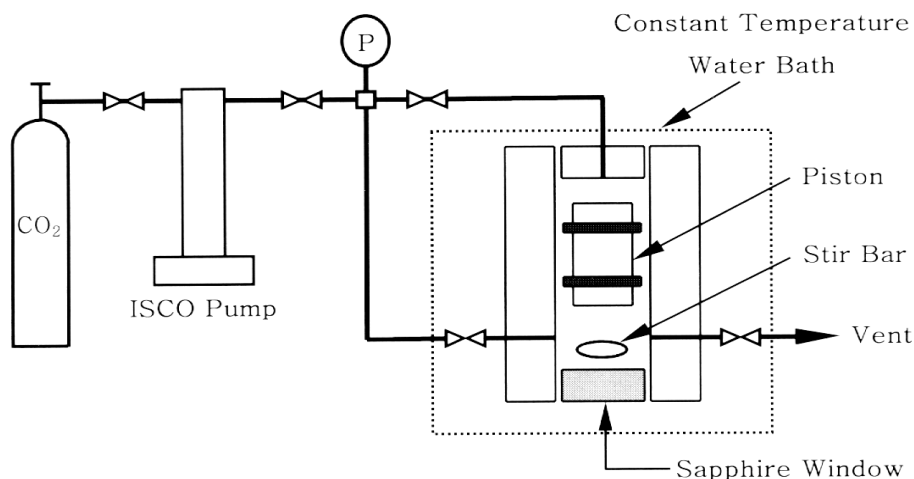 P
Constant Temperature
Water Bath
Piston
CO₂
Stir Bar
ISCO Pump
Vent
Sapphire Window